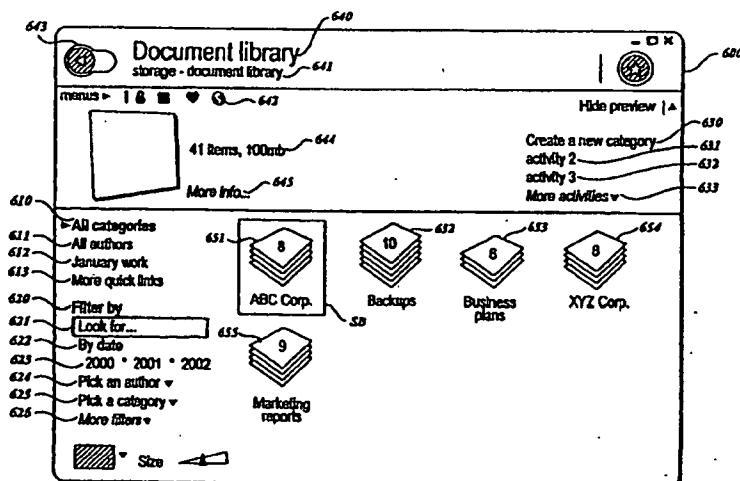 643
640
Document library
storage - document library
641
600
menus
642
Hide preview
630
Create a new category
631
41 items, 100mb
644
activity 2
632
activity 3
633
More info...
645
More activities
610
All categories
611
All authors
612
January work
613
More quick links
651
8
10
652
8
653
8
654
ABC Corp.
Backups
Business plans
XYZ Corp.
SB
620
Filter by
621
Look for...
622
By date
623
2000 * 2001 * 2002
624
Pick an author
625
Pick a category
626
More filters
655
9
Marketing reports
Size